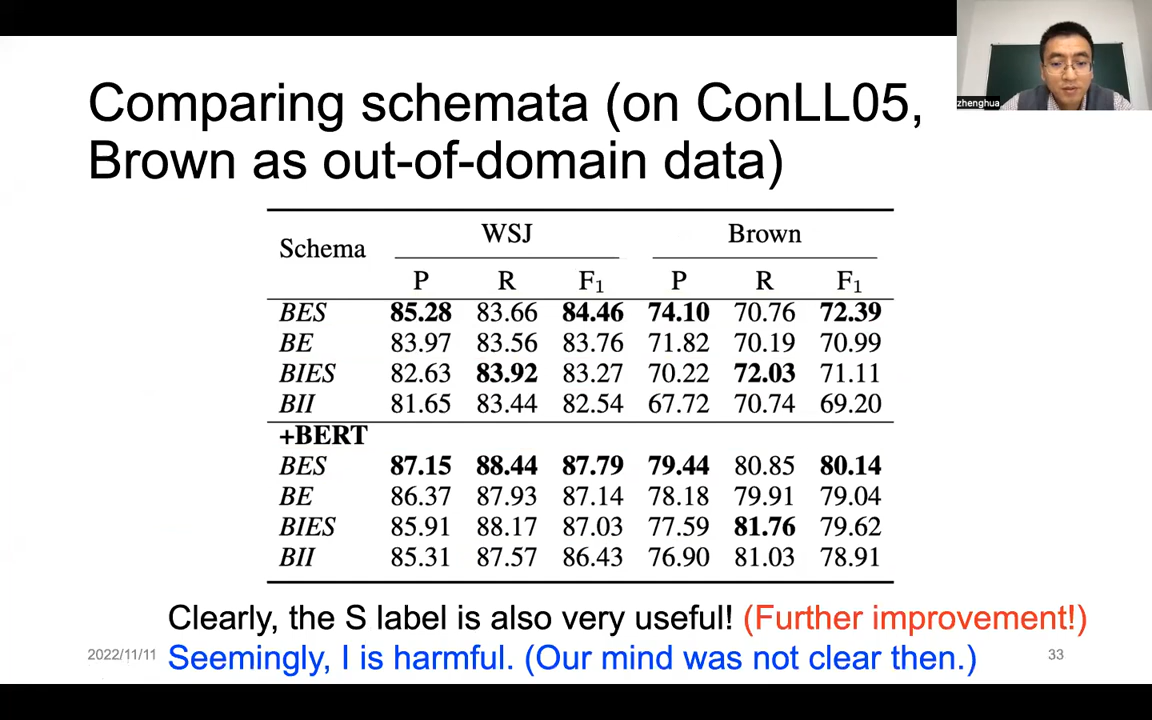 Comparing schemata (on ConLL05,
Brown as out-of-domain data)
zhenghua
Schema WSJ Brown
P R F₁ P R F₁
BES 85.28 83.66 84.46 74.10 70.76 72.39
BE 83.97 83.56 83.76 71.82 70.19 70.99
BIES 82.63 83.92 83.27 70.22 72.03 71.11
BII 81.65 83.44 82.54 67.72 70.74 69.20
+BERT
BES 87.15 88.44 87.79 79.44 80.85 80.14
BE 86.37 87.93 87.14 78.18 79.91 79.04
BIES 85.91 88.17 87.03 77.59 81.76 79.62
BII 85.31 87.57 86.43 76.90 81.03 78.91
Clearly, the S label is also very useful! (Further improvement!)
2022/11/11
Seemingly, I is harmful. (Our mind was not clear then.)
33